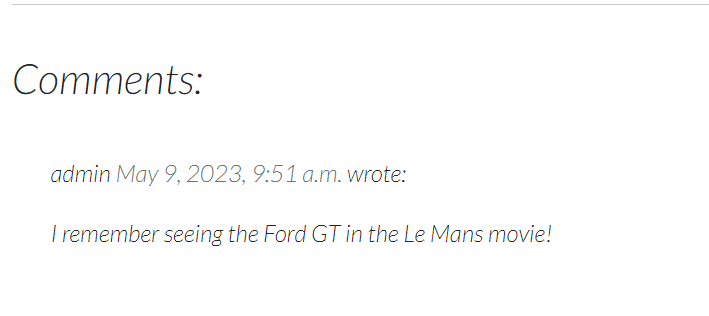 Comments:
admin May 9, 2023, 9:51 a.m. wrote:
I remember seeing the Ford GT in the Le Mans movie!